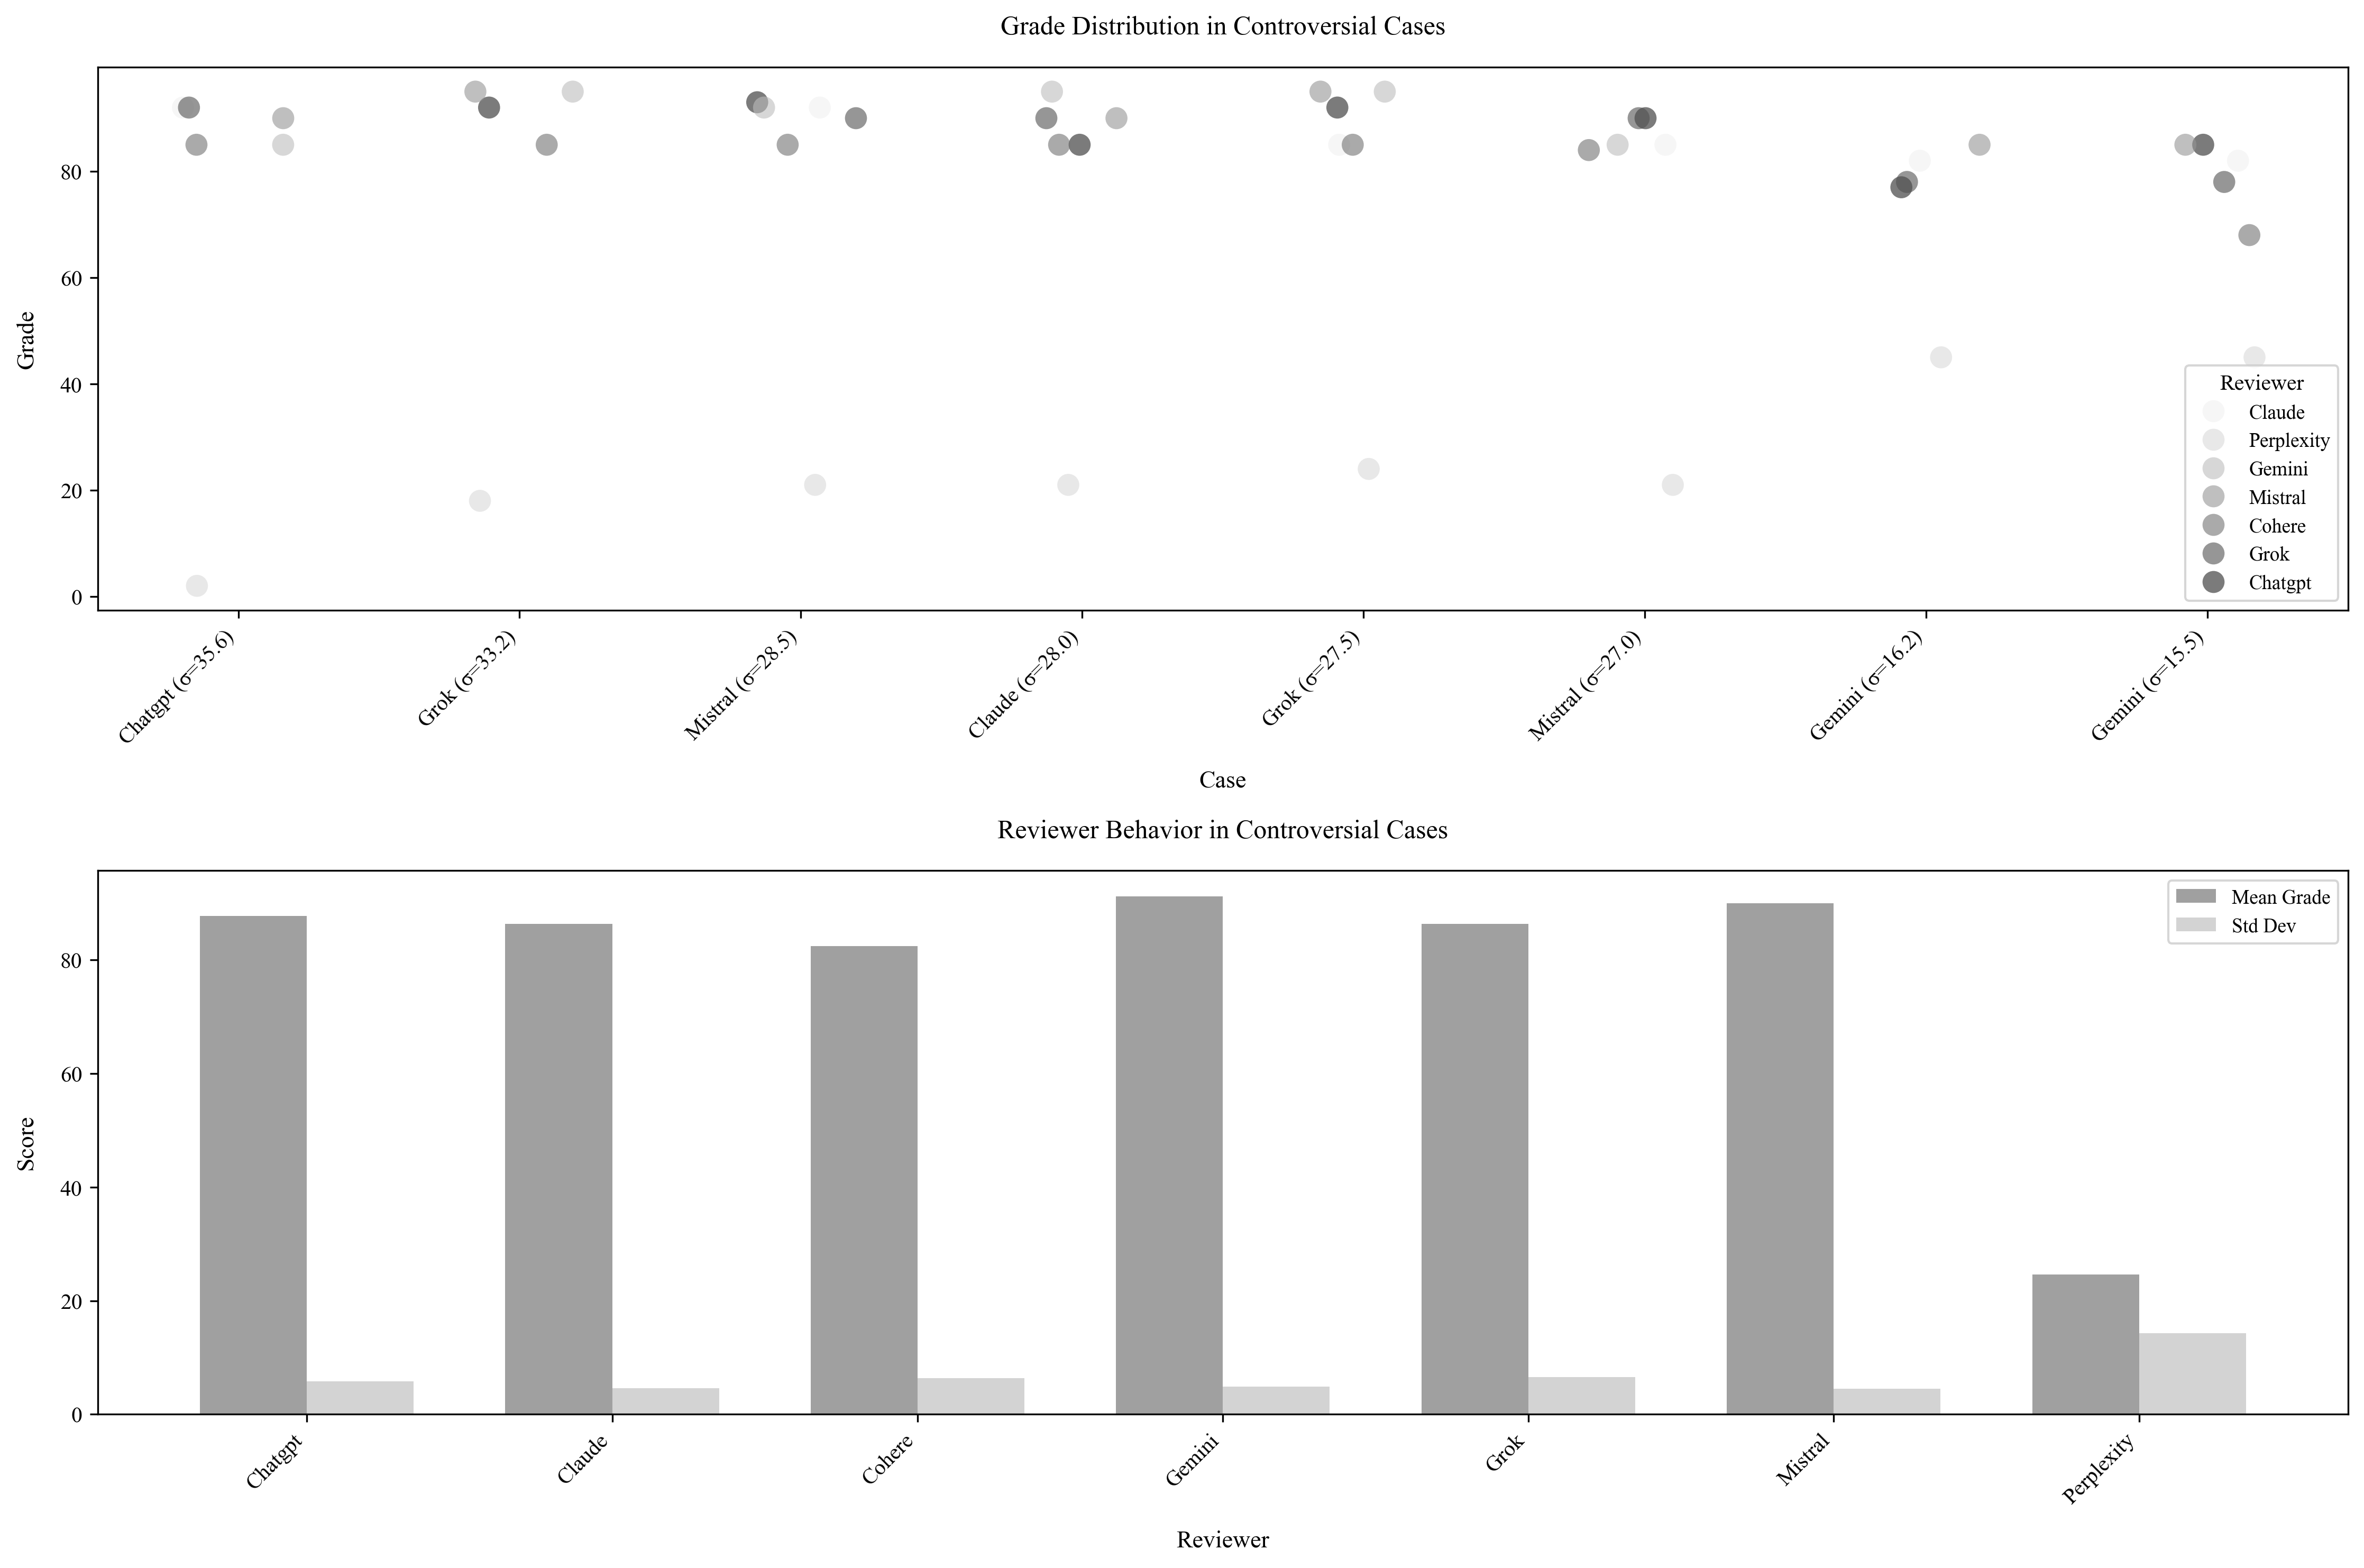 Grade Distribution in Controversial Cases
Grade
80
60
40
20
0
Reviewer
Claude
Perplexity
Gemini
Mistral
Cohere
Grok
Chatgpt
Chatgpt (σ=35.6)
Grok (σ=33.2)
Mistral (σ=28.5)
Claude (σ=28.0)
Grok (σ=27.5)
Mistral (σ=27.0)
Gemini (σ=16.2)
Gemini (σ=15.5)
Case
Reviewer Behavior in Controversial Cases
Score
80
60
40
20
0
Mean Grade
Std Dev
Chatgpt
Claude
Cohere
Gemini
Grok
Mistral
Perplexity
Reviewer